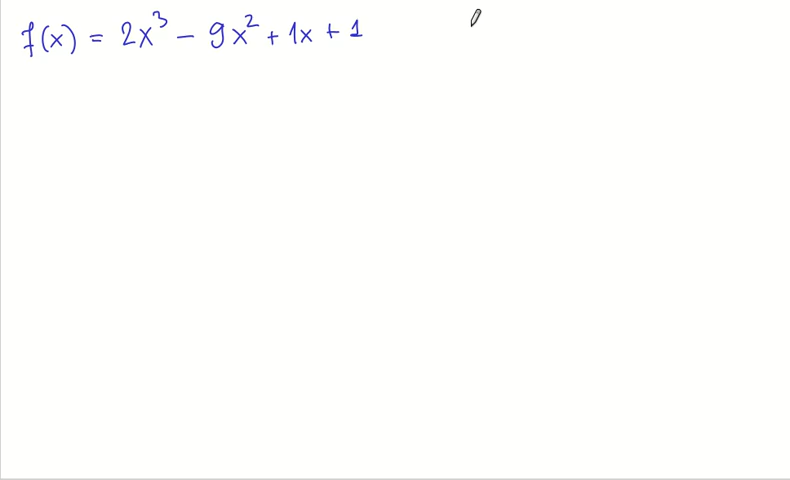 f(x) = 2x³ - 9x² + 1x + 1